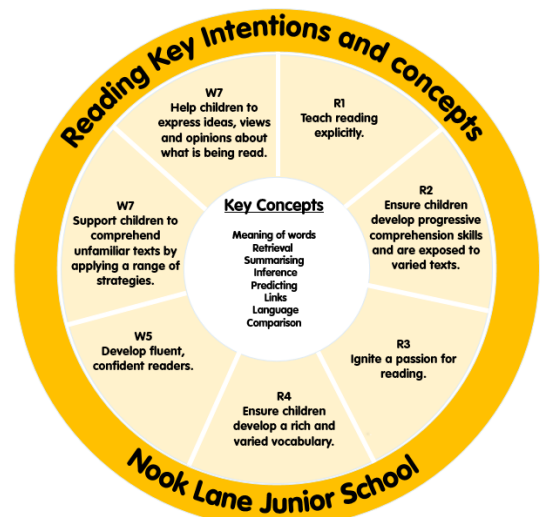 Reading Key Intentions and concepts
R1
Teach reading
explicitly.
R2
Ensure children
develop progressive
comprehension skills
and are exposed to
varied texts.
R3
Ignite a passion for
reading.
R4
Ensure children
develop a rich and
varied vocabulary.
W5
Develop fluent,
confident readers.
W7
Support children to
comprehend
unfamiliar texts by
applying a range of
strategies.
W7
Help children to
express ideas, views
and opinions about
what is being read.
Key Concepts
Meaning of words
Retrieval
Summarising
Inference
Predicting
Links
Language
Comparison
Nook Lane Junior School